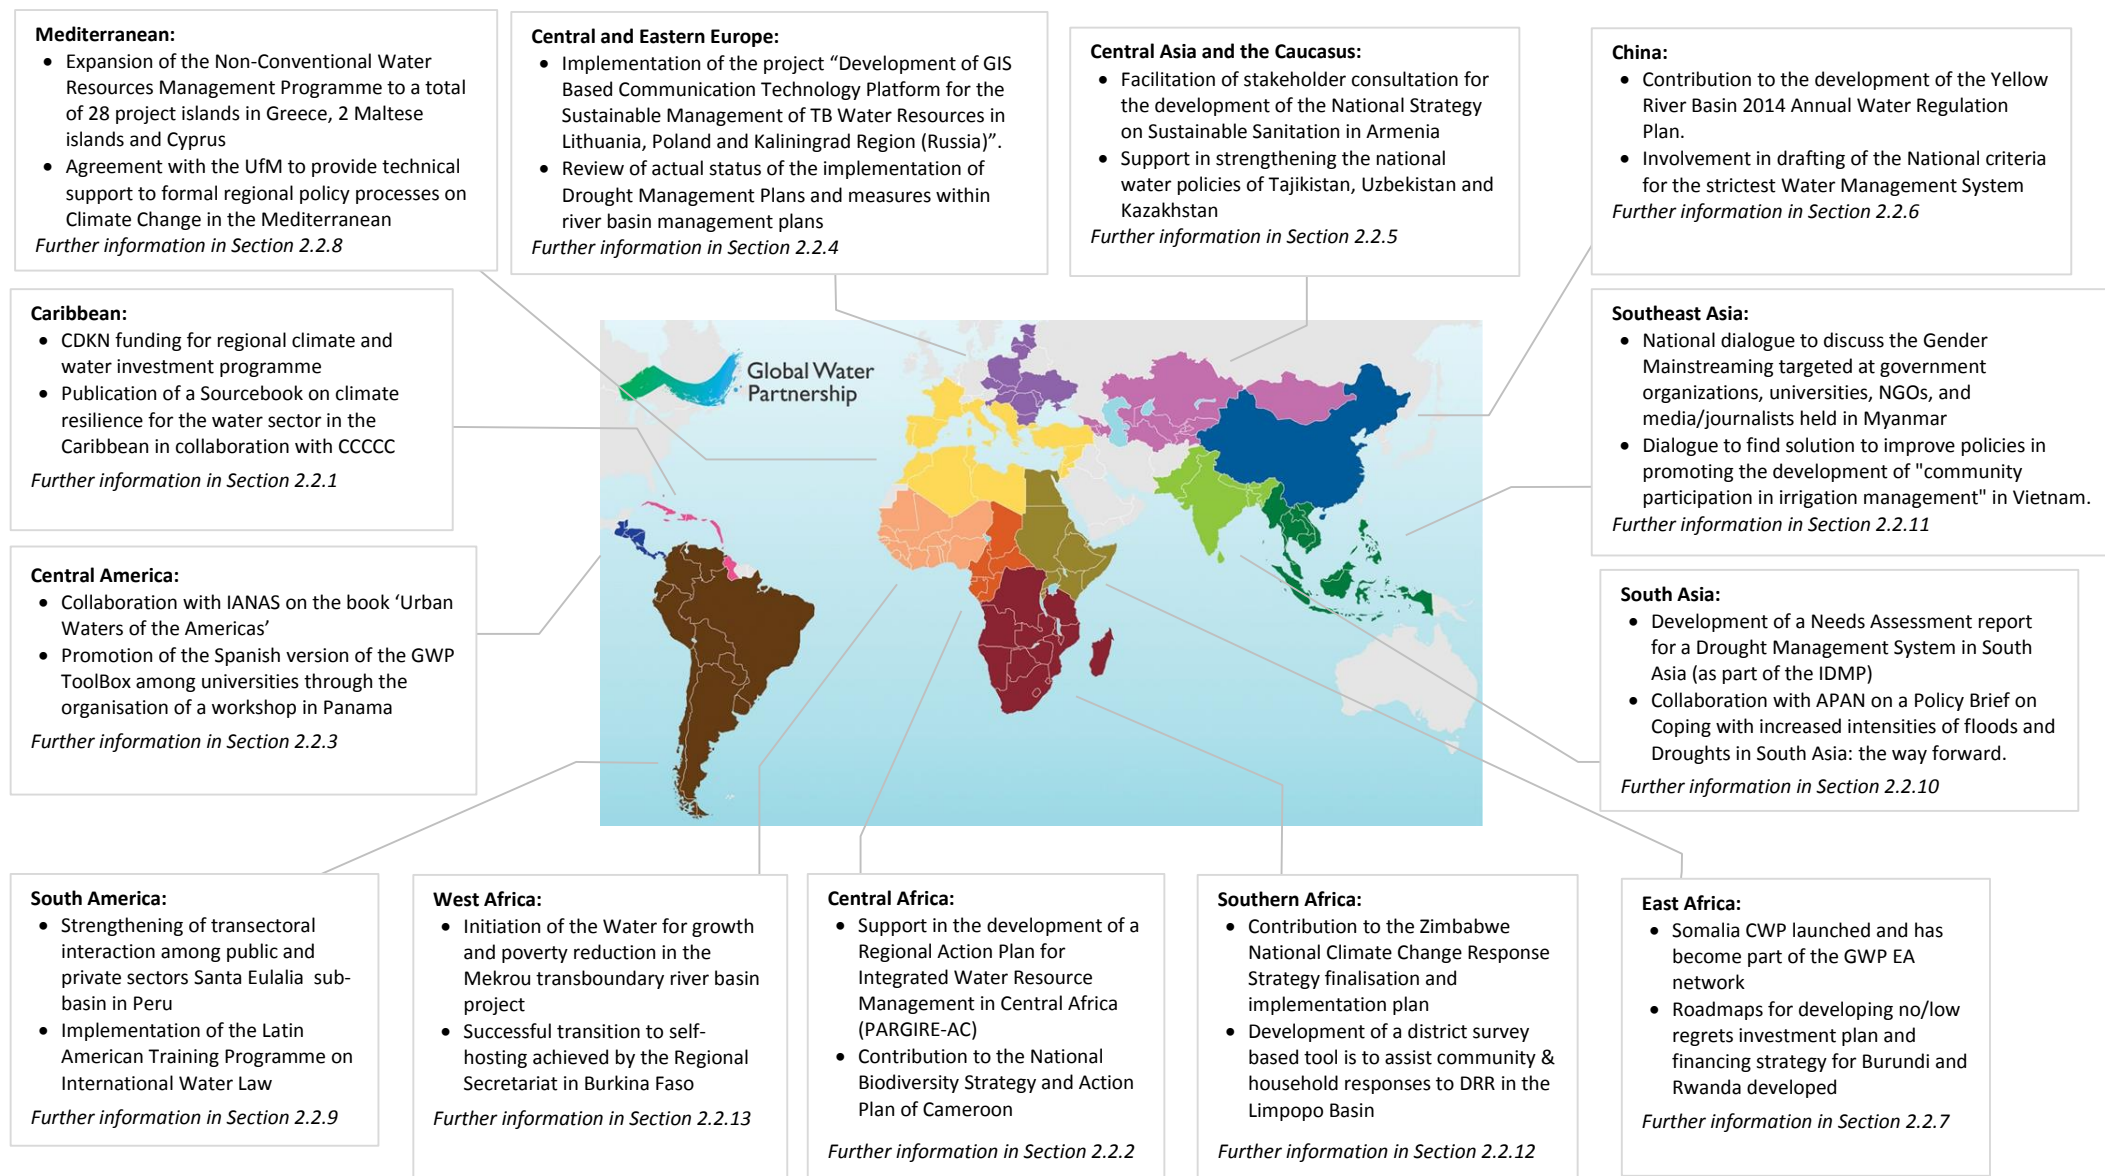 Mediterranean:
• Expansion of the Non-Conventional Water
Resources Management Programme to a total
of 28 project islands in Greece, 2 Maltese
islands and Cyprus
• Agreement with the UfM to provide technical
support to formal regional policy processes on
Climate Change in the Mediterranean
Further information in Section 2.2.8
Central and Eastern Europe:
• Implementation of the project “Development of GIS
Based Communication Technology Platform for the
Sustainable Management of TB Water Resources in
Lithuania, Poland and Kaliningrad Region (Russia)”.
• Review of actual status of the implementation of
Drought Management Plans and measures within
river basin management plans
Further information in Section 2.2.4
Central Asia and the Caucasus:
• Facilitation of stakeholder consultation for
the development of the National Strategy
on Sustainable Sanitation in Armenia
• Support in strengthening the national
water policies of Tajikistan, Uzbekistan and
Kazakhstan
Further information in Section 2.2.5
China:
• Contribution to the development of the Yellow
River Basin 2014 Annual Water Regulation
Plan.
• Involvement in drafting of the National criteria
for the strictest Water Management System
Further information in Section 2.2.6
Caribbean:
• CDKN funding for regional climate and
water investment programme
• Publication of a Sourcebook on climate
resilience for the water sector in the
Caribbean in collaboration with CCCCC
Further information in Section 2.2.1
Global Water
Partnership
Southeast Asia:
• National dialogue to discuss the Gender
Mainstreaming targeted at government
organizations, universities, NGOs, and
media/journalists held in Myanmar
• Dialogue to find solution to improve policies in
promoting the development of "community
participation in irrigation management" in Vietnam.
Further information in Section 2.2.11
Central America:
• Collaboration with IANAS on the book ‘Urban
Waters of the Americas’
• Promotion of the Spanish version of the GWP
ToolBox among universities through the
organisation of a workshop in Panama
Further information in Section 2.2.3
South Asia:
• Development of a Needs Assessment report
for a Drought Management System in South
Asia (as part of the IDMP)
• Collaboration with APAN on a Policy Brief on
Coping with increased intensities of floods and
Droughts in South Asia: the way forward.
Further information in Section 2.2.10
South America:
• Strengthening of transectoral
interaction among public and
private sectors Santa Eulalia sub-
basin in Peru
• Implementation of the Latin
American Training Programme on
International Water Law
Further information in Section 2.2.9
West Africa:
• Initiation of the Water for growth
and poverty reduction in the
Mekrou transboundary river basin
project
• Successful transition to self-
hosting achieved by the Regional
Secretariat in Burkina Faso
Further information in Section 2.2.13
Central Africa:
• Support in the development of a
Regional Action Plan for
Integrated Water Resource
Management in Central Africa
(PARGIRE-AC)
• Contribution to the National
Biodiversity Strategy and Action
Plan of Cameroon
Further information in Section 2.2.2
Southern Africa:
• Contribution to the Zimbabwe
National Climate Change Response
Strategy finalisation and
implementation plan
• Development of a district survey
based tool is to assist community &
household responses to DRR in the
Limpopo Basin
Further information in Section 2.2.12
East Africa:
• Somalia CWP launched and has
become part of the GWP EA
network
• Roadmaps for developing no/low
regrets investment plan and
financing strategy for Burundi and
Rwanda developed
Further information in Section 2.2.7